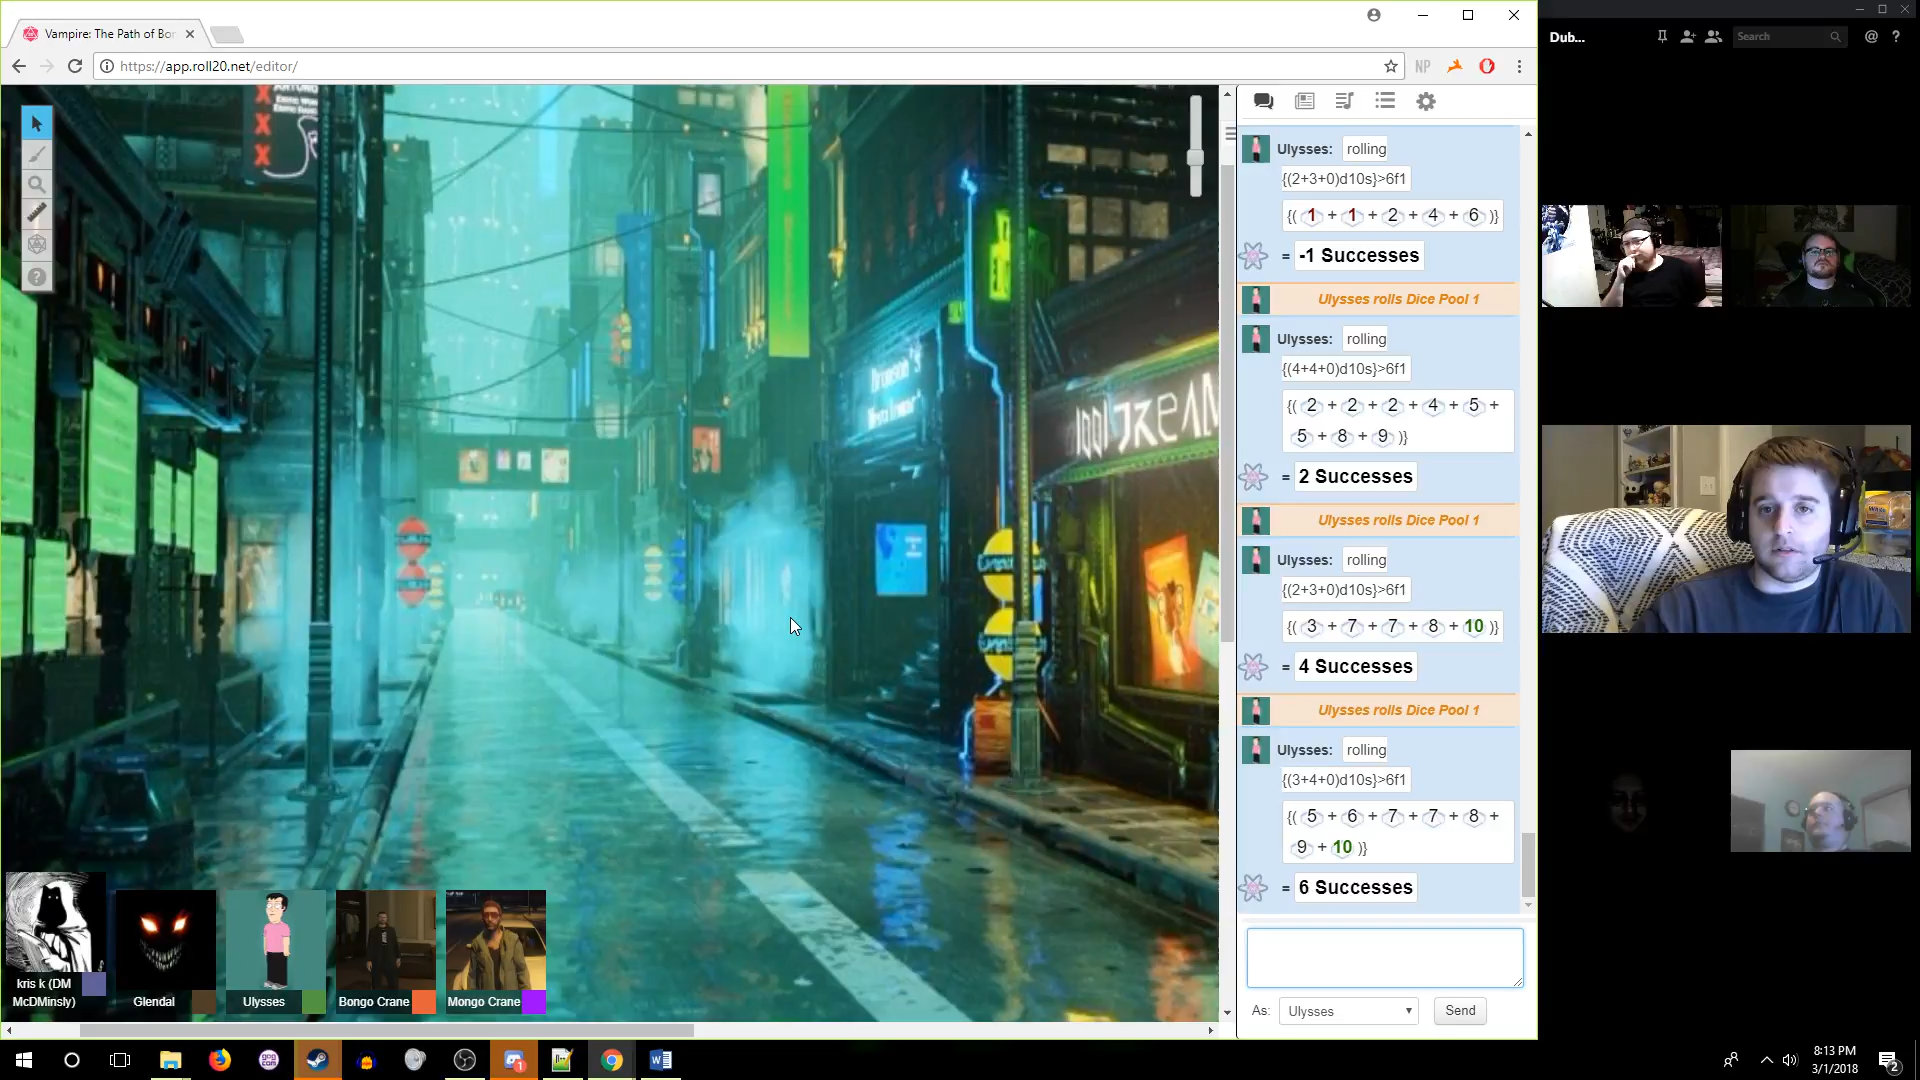 Vampire: The Path of Bor
https://app.roll20.net/editor/
NP
Dub...
Search
@ ?
X
X
X
Ulysses: rolling
{(2+3+0)d10s}>6f1
{( 1 + 1 + 2 + 4 + 6 )}
= -1 Successes
Ulysses rolls Dice Pool 1
Ulysses: rolling
{(4+4+0)d10s}>6f1
{( 2 + 2 + 2 + 4 + 5 +
5 + 8 + 9 )}
= 2 Successes
Ulysses rolls Dice Pool 1
Ulysses: rolling
{(2+3+0)d10s}>6f1
{( 3 + 7 + 7 + 8 + 10 )}
= 4 Successes
Ulysses rolls Dice Pool 1
Ulysses: rolling
{(3+4+0)d10s}>6f1
{( 5 + 6 + 7 + 7 + 8 +
9 + 10 )}
= 6 Successes
As: Ulysses Send
kris k (DM
McDMinsly)
Glendal
Ulysses
Bongo Crane
Mongo Crane
8:13 PM
3/1/2018
2
1